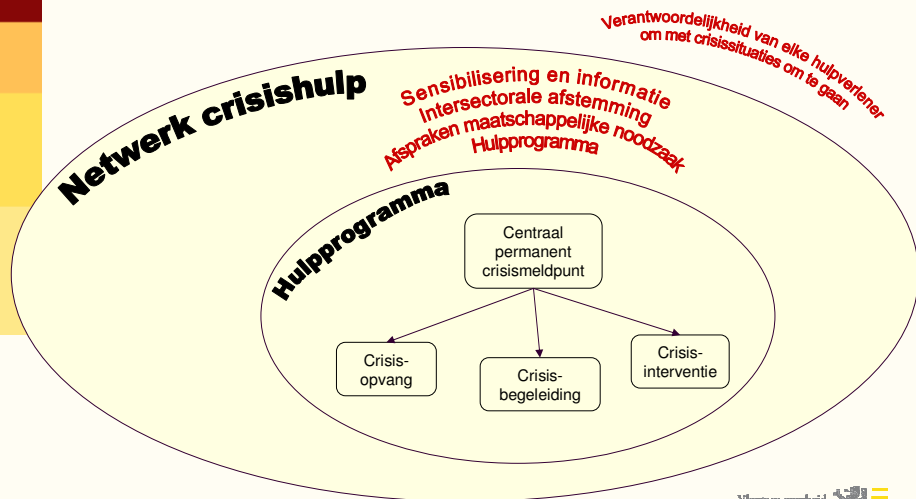 Verantwoordelijkheid van elke hulpverlener
om met crisissituaties om te gaan
Netwerk crisishulp
Sensibilisering en informatie
Intersectorale afstemming
Afspraken maatschappelijke noodzaak
Hulpprogramma
Hulpprogramma
Centraal
permanent
crisismeldpunt
Crisis-
opvang
Crisis-
begeleiding
Crisis-
interventie